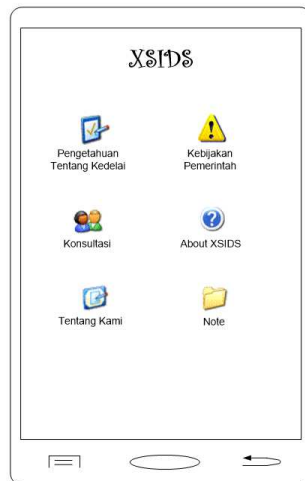 XSIDS
Pengetahuan
Tentang Kedelai
Kebijakan
Pemerintah
Konsultasi
About XSIDS
Tentang Kami
Note